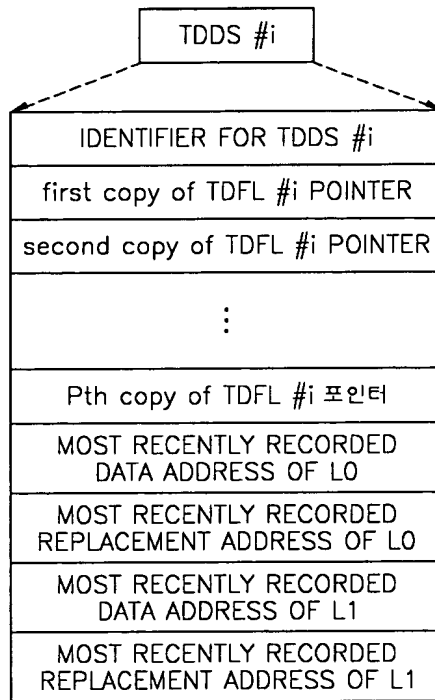 TDDS #i
IDENTIFIER FOR TDDS #i
first copy of TDFL #i POINTER
second copy of TDFL #i POINTER
⋮
Pth copy of TDFL #i 포인터
MOST RECENTLY RECORDED
DATA ADDRESS OF L0
MOST RECENTLY RECORDED
REPLACEMENT ADDRESS OF L0
MOST RECENTLY RECORDED
DATA ADDRESS OF L1
MOST RECENTLY RECORDED
REPLACEMENT ADDRESS OF L1